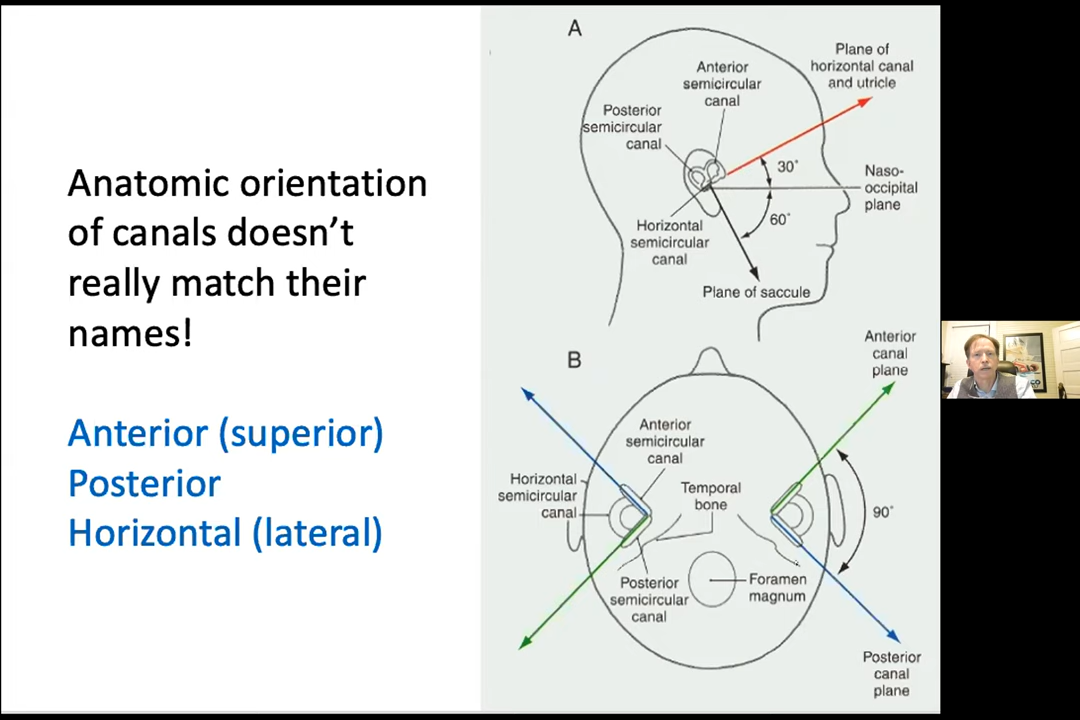 Anatomic orientation
of canals doesn't
really match their
names!
Anterior (superior)
Posterior
Horizontal (lateral)
A
Plane of
horizontal canal
and utricle
Anterior
semicircular
canal
Posterior
semicircular
canal
30°
Naso-
occipital
plane
60°
Horizontal
semicircular
canal
Plane of saccule
B
Anterior
canal
plane
Anterior
semicircular
canal
Horizontal
semicircular
canal
Temporal
bone
90°
Posterior
semicircular
canal
Foramen
magnum
Posterior
canal
plane